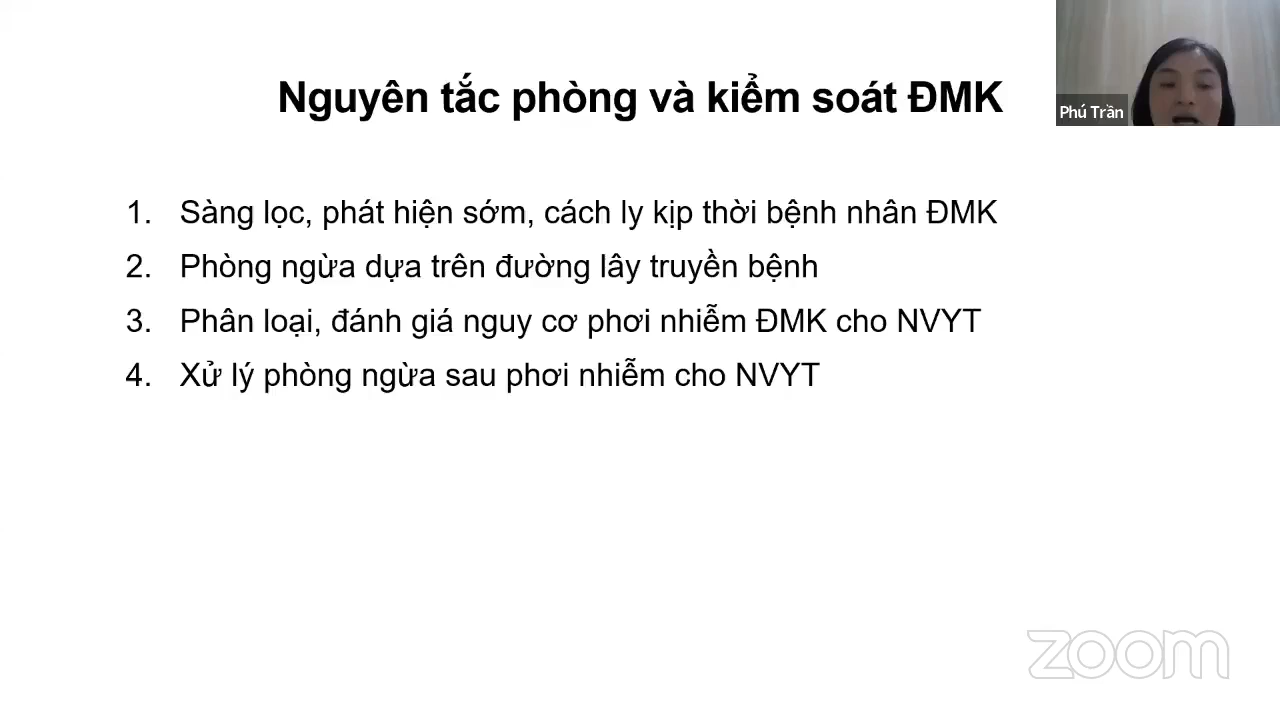 Nguyên tắc phòng và kiểm soát ĐMK
Phú Trần
1. Sàng lọc, phát hiện sớm, cách ly kịp thời bệnh nhân ĐMK
2. Phòng ngừa dựa trên đường lây truyền bệnh
3. Phân loại, đánh giá nguy cơ phơi nhiễm ĐMK cho NVYT
4. Xử lý phòng ngừa sau phơi nhiễm cho NVYT
zoom